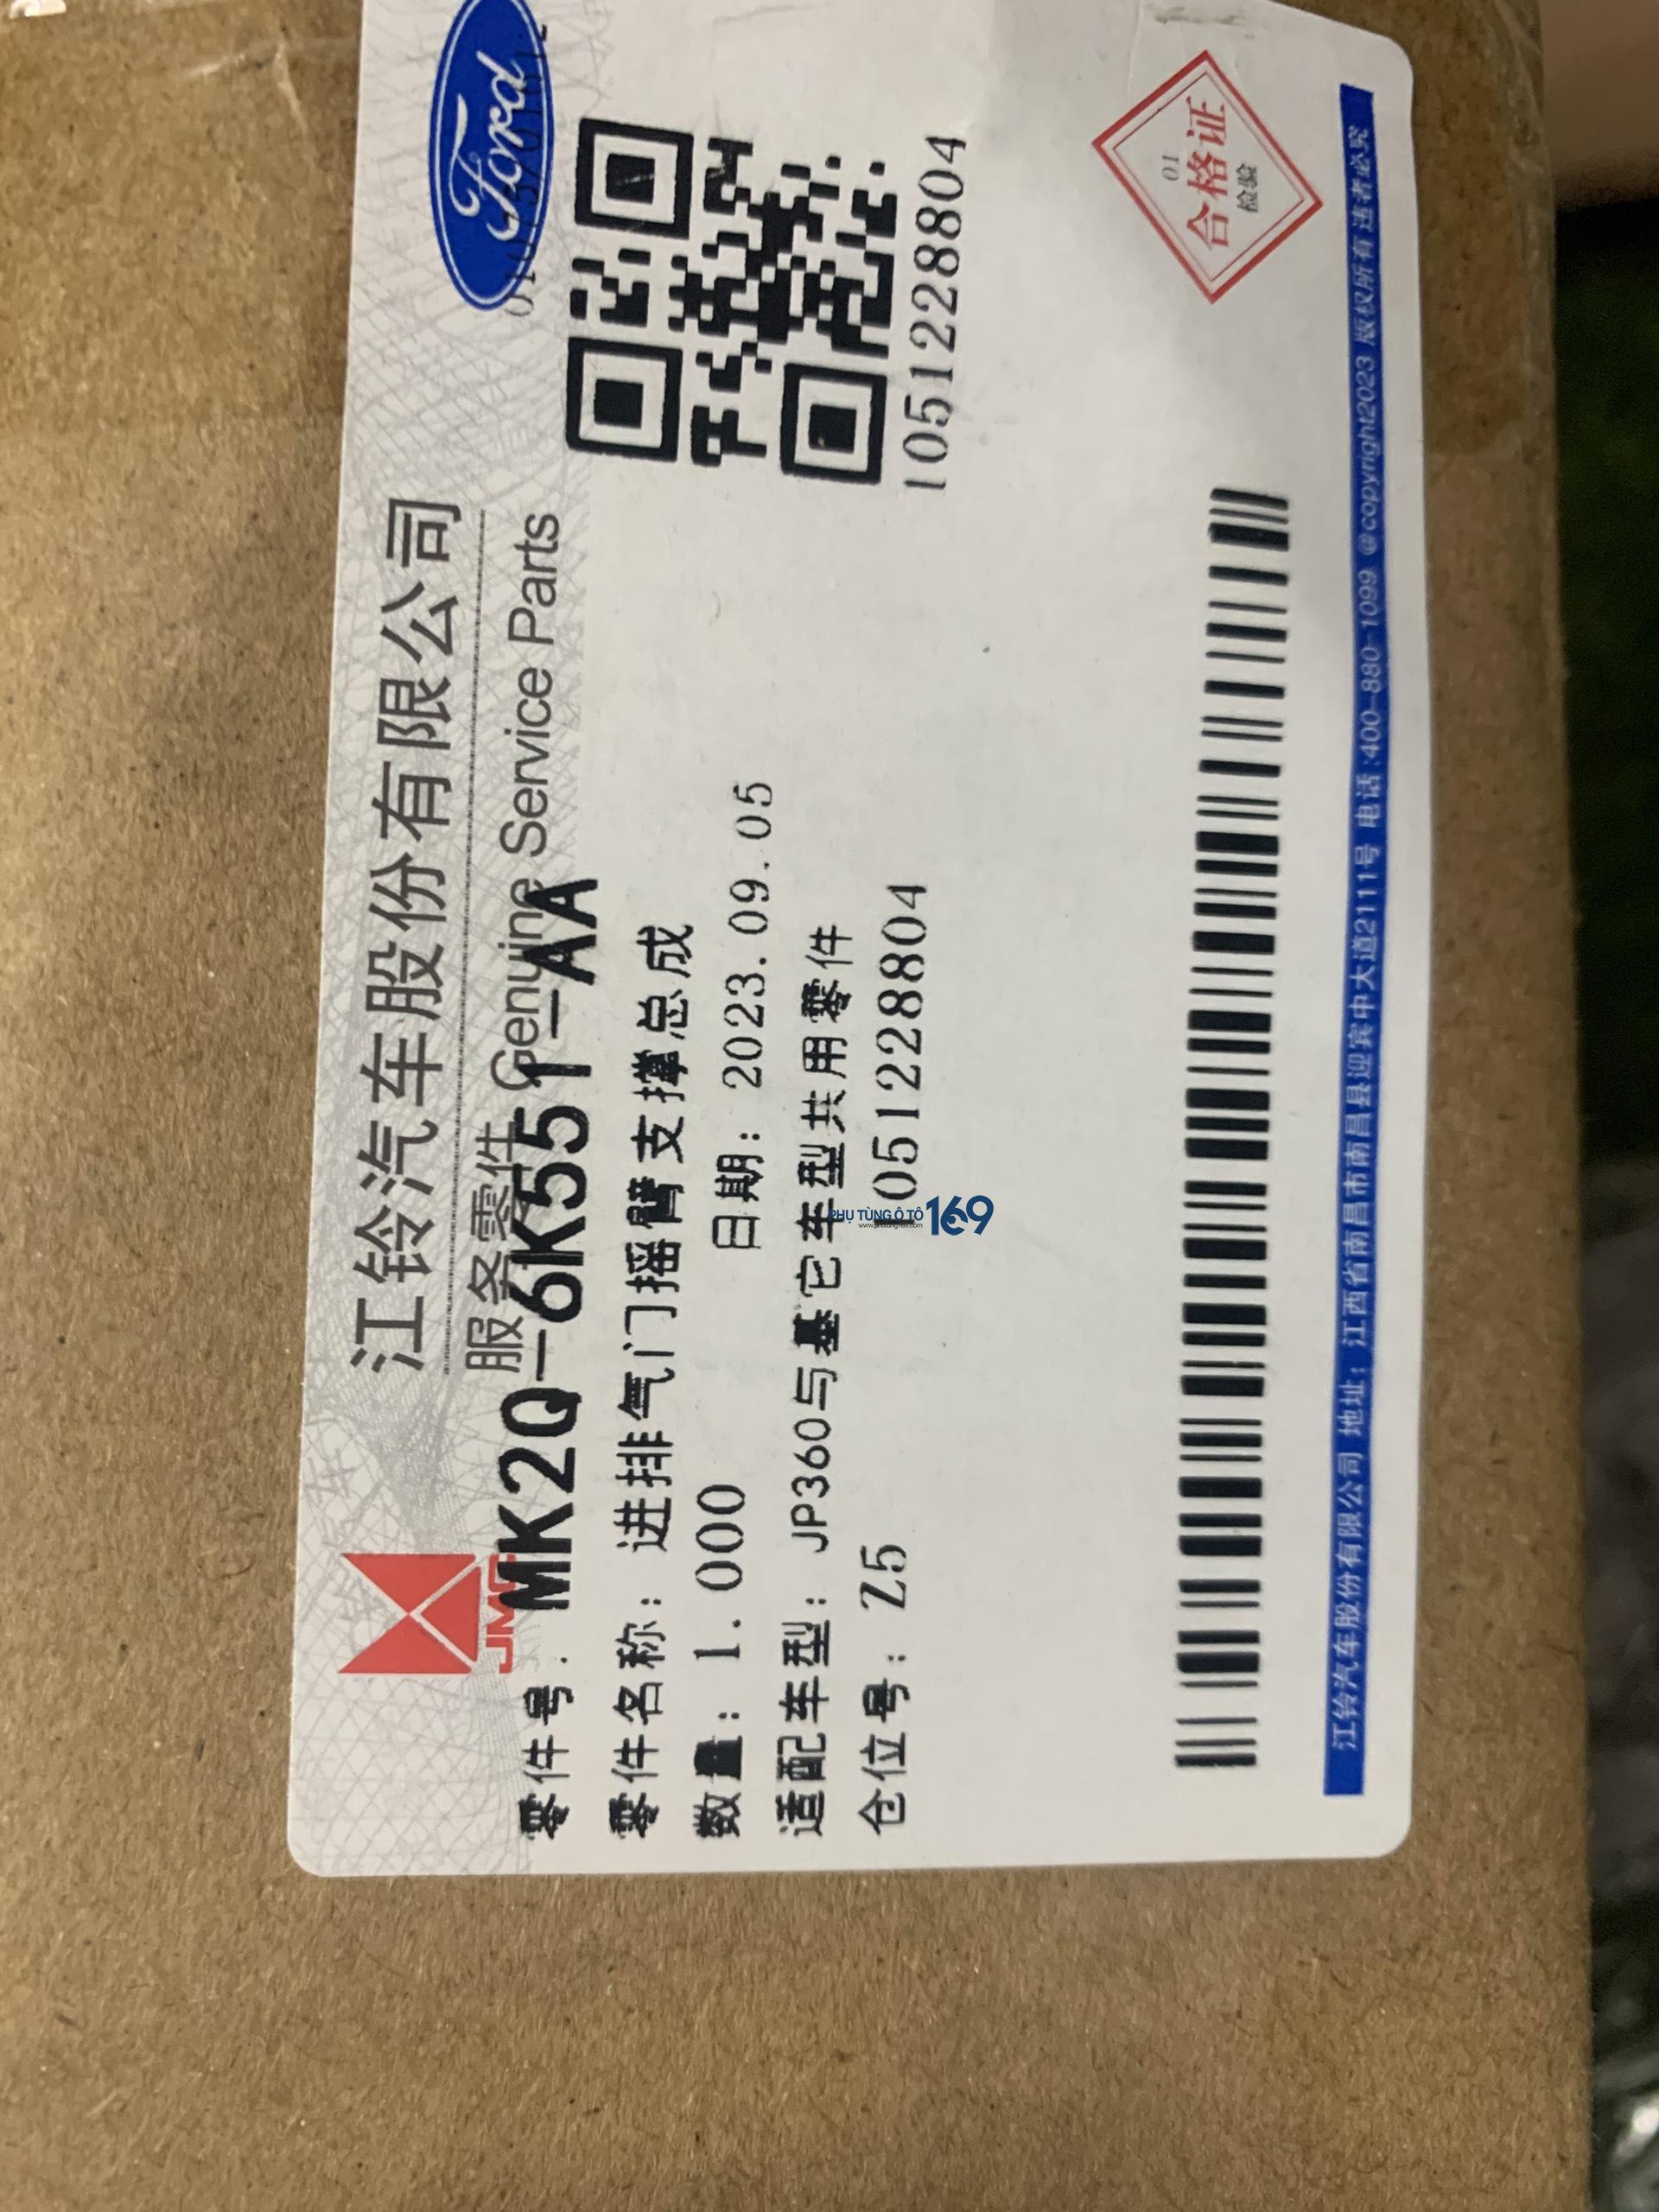 江铃汽车股份有限公司
服务零件 Genuine Service Parts
JMC
Ford
零件号: MK2Q-6K551-AA
零件名称: 进排气门摇臂支撑总成
数量: 1.000
日期: 2023.09.05
适配车型: JP360与基它车型共用零件
仓位号: Z5
1051228804
1051228804
01
合格证
检验
PHỤ TÙNG Ô TÔ 169
江铃汽车股份有限公司 地址: 江西省南昌市南昌县迎宾中大道2111号 电话:400-880-1099 @copyright2023 版权所有 违者必究